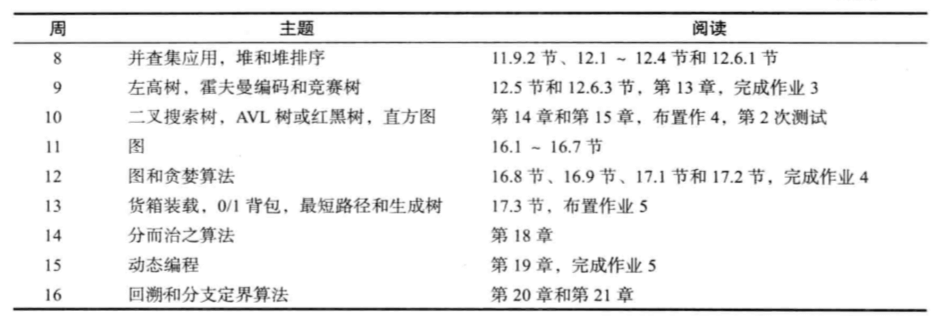 周 主题 阅读
8 并查集应用，堆和堆排序 11.9.2 节、12.1 ~ 12.4 节和 12.6.1 节
9 左高树，霍夫曼编码和竞赛树 12.5 节和 12.6.3 节，第 13 章，完成作业 3
10 二叉搜索树，AVL 树或红黑树，直方图 第 14 章和第 15 章，布置作 4，第 2 次测试
11 图 16.1 ~ 16.7 节
12 图和贪婪算法 16.8 节、16.9 节、17.1 节和 17.2 节，完成作业 4
13 货箱装载，0/1 背包，最短路径和生成树 17.3 节，布置作业 5
14 分而治之算法 第 18 章
15 动态编程 第 19 章，完成作业 5
16 回溯和分支定界算法 第 20 章和第 21 章